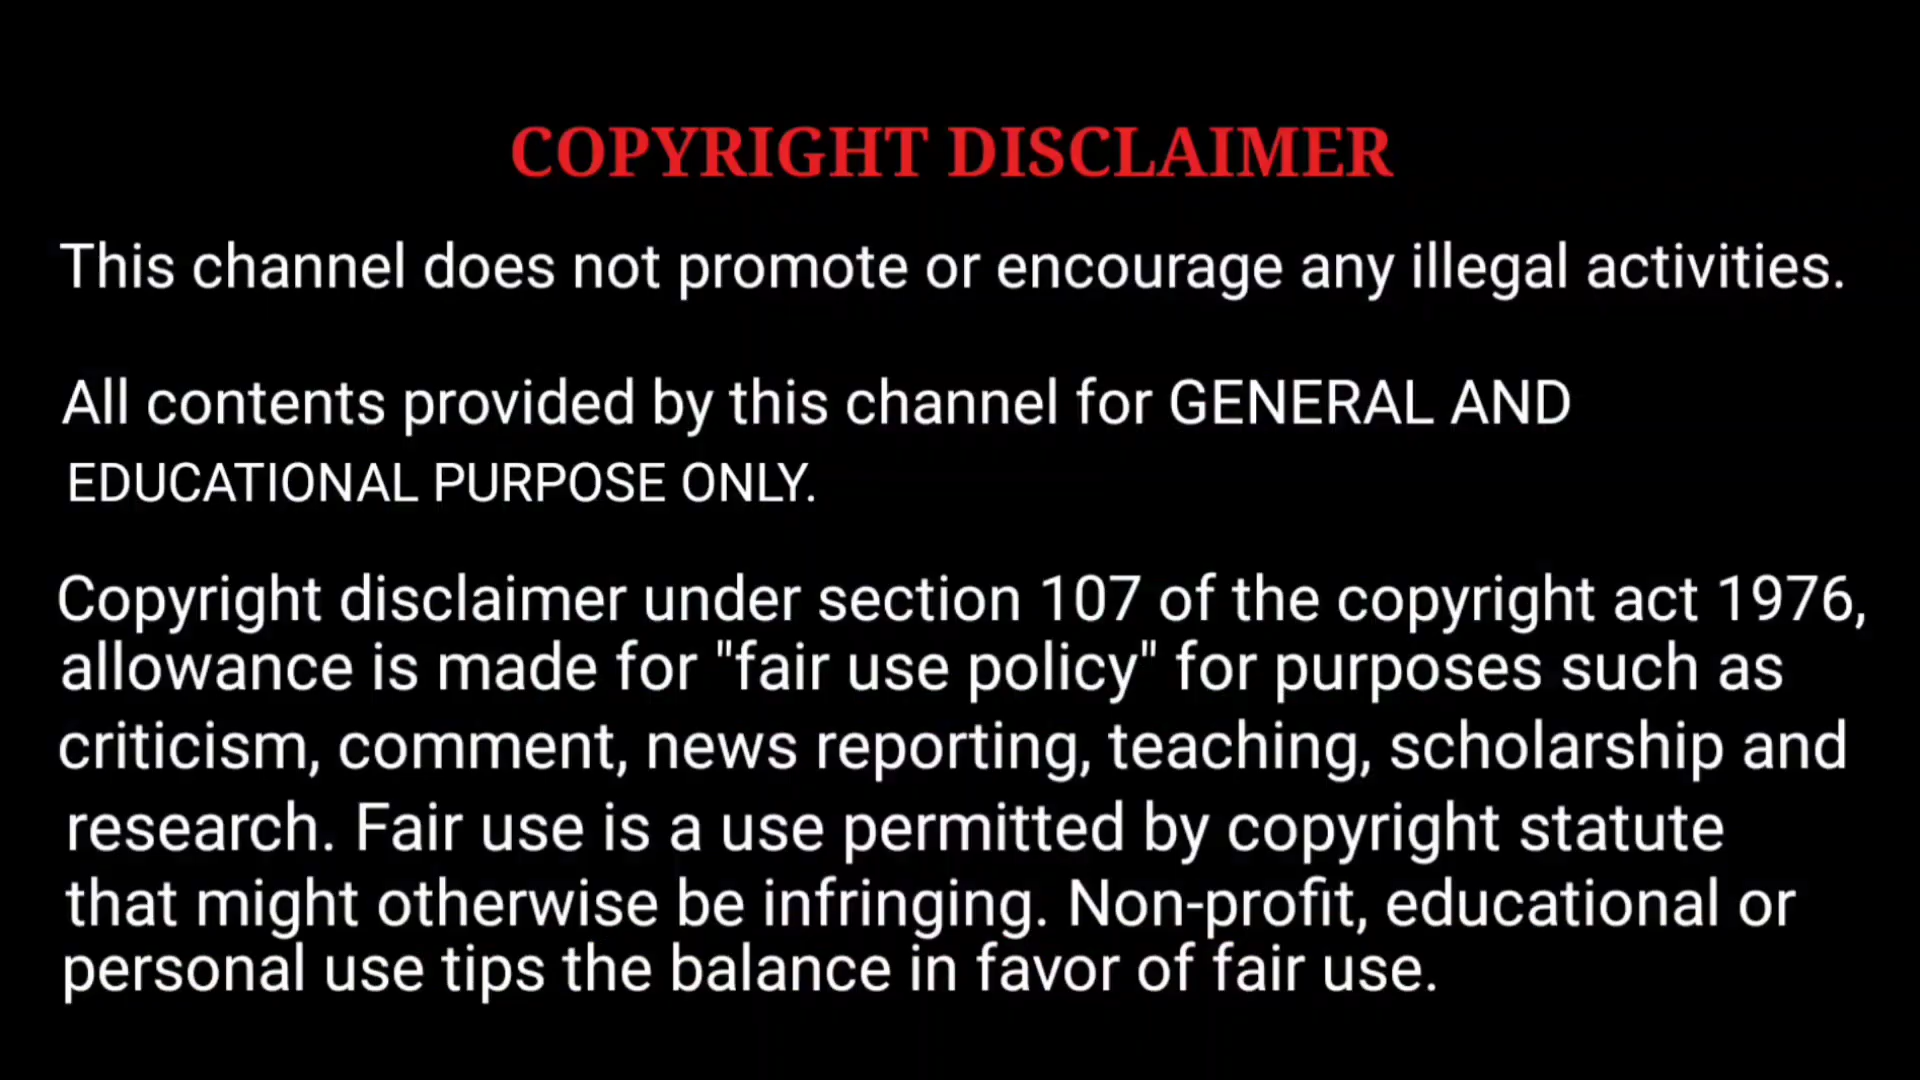 COPYRIGHT DISCLAIMER
This channel does not promote or encourage any illegal activities.
All contents provided by this channel for GENERAL AND
EDUCATIONAL PURPOSE ONLY.
Copyright disclaimer under section 107 of the copyright act 1976,
allowance is made for "fair use policy" for purposes such as
criticism, comment, news reporting, teaching, scholarship and
research. Fair use is a use permitted by copyright statute
that might otherwise be infringing. Non-profit, educational or
personal use tips the balance in favor of fair use.